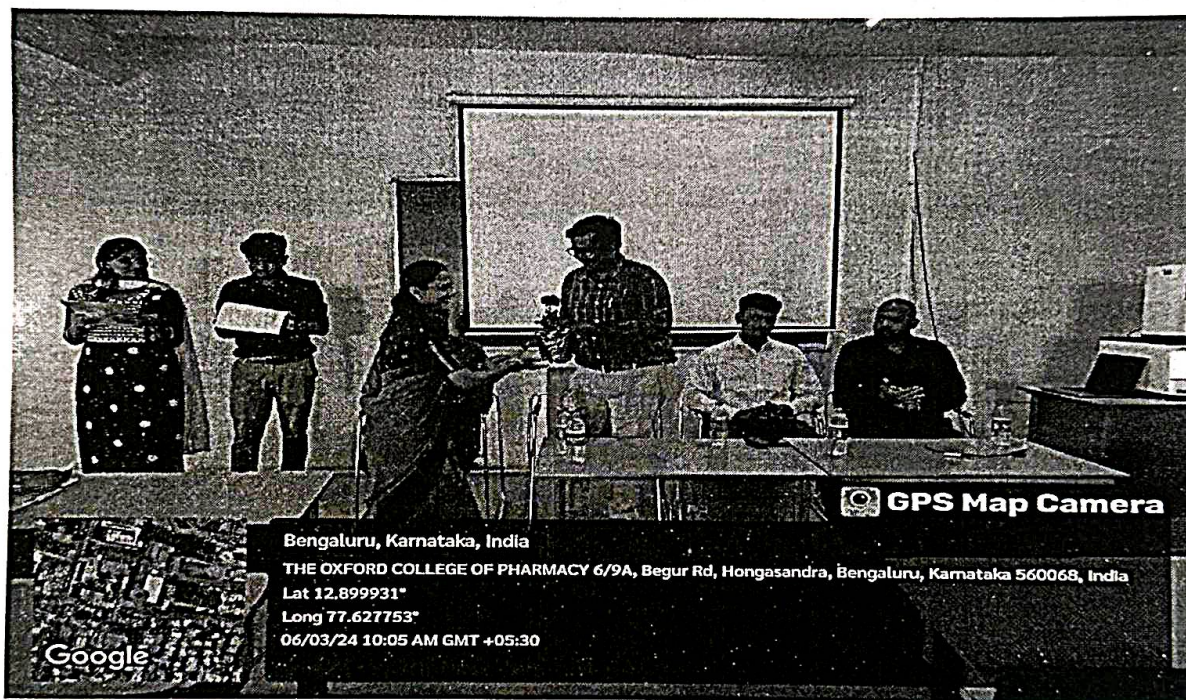 GPS Map Camera
Bengaluru, Karnataka, India
THE OXFORD COLLEGE OF PHARMACY 6/9A, Begur Rd, Hongasandra, Bengaluru, Karnataka 560068, India
Lat 12.899931°
Long 77.627753°
06/03/24 10:05 AM GMT +05:30
Google